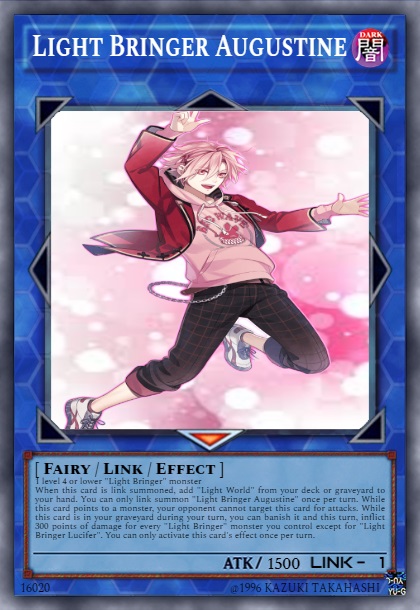 LIGHT BRINGER AUGUSTINE
DARK
闇
[ FAIRY / LINK / EFFECT ]
1 level 4 or lower "Light Bringer" monster
When this card is link summoned, add "Light World" from your deck or graveyard to
your hand. You can only link summon "Light Bringer Augustine" once per turn. While
this card points to a monster, your opponent cannot target this card for attacks. While
this card is in your graveyard during your turn, you can banish it and this turn, inflict
300 points of damage for every "Light Bringer" monster you control except for "Light
Bringer Lucifer". You can only activate this card's effect once per turn.
ATK/ 1500 LINK- 1
16020
©1996 KAZUKI TAKAHASHI